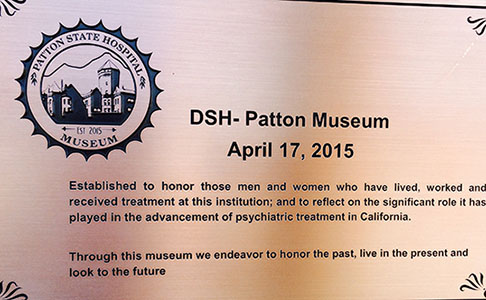 PATTON STATE HOSPITAL
EST 2015
MUSEUM
DSH- Patton Museum
April 17, 2015
Established to honor those men and women who have lived, worked and
received treatment at this institution; and to reflect on the significant role it has
played in the advancement of psychiatric treatment in California.
Through this museum we endeavor to honor the past, live in the present and
look to the future